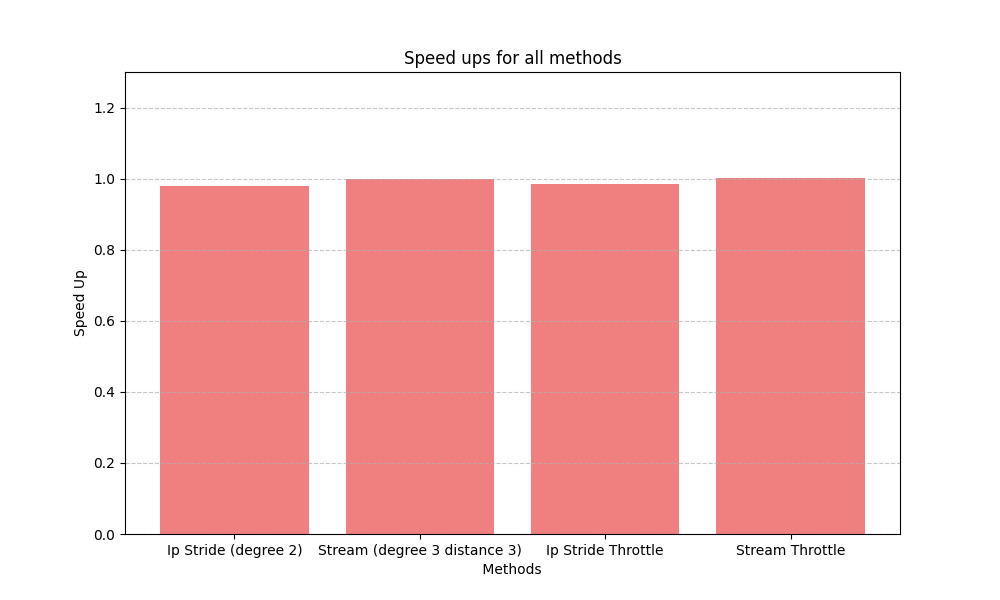 Speed ups for all methods
Speed Up
1.2
1.0
0.8
0.6
0.4
0.2
0.0
Ip Stride (degree 2) Stream (degree 3 distance 3) Ip Stride Throttle Stream Throttle
Methods